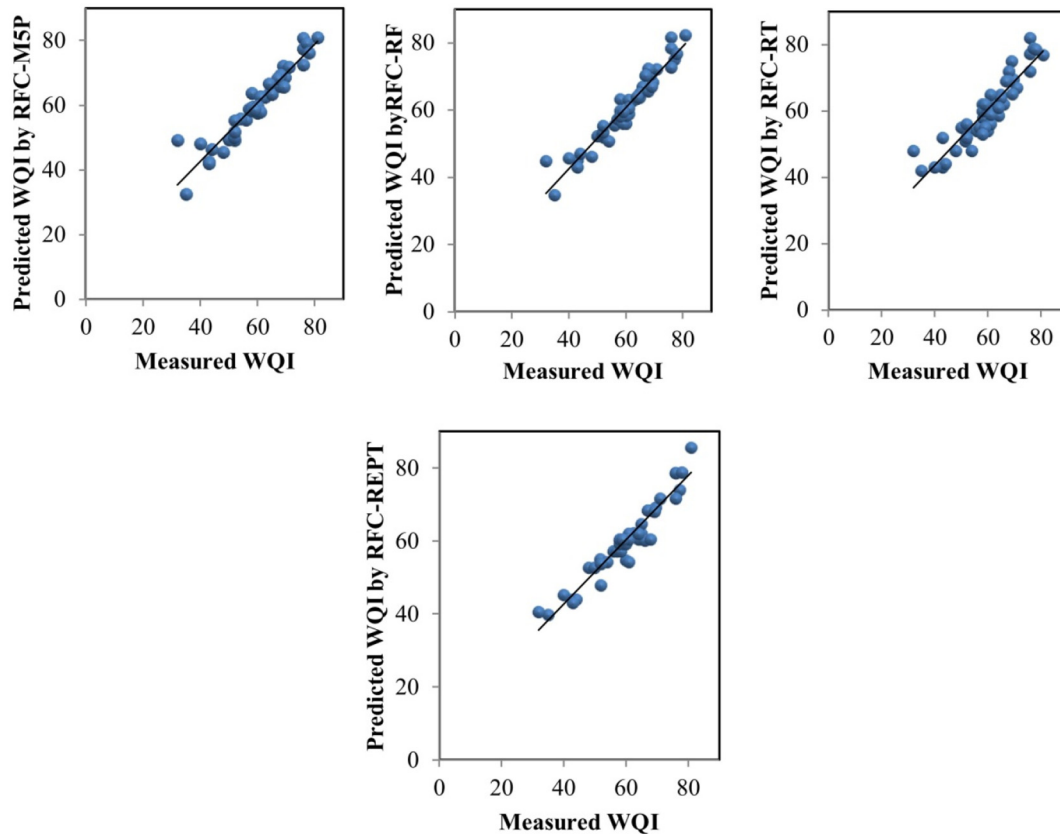 Predicted WQI by RFC-M5P
80
60
40
20
0
0 20 40 60 80
Measured WQI
Predicted WQI byRFC-RF
80
60
40
20
0
0 20 40 60 80
Measured WQI
Predicted WQI by RFC-RT
80
60
40
20
0
0 20 40 60 80
Measured WQI
Predicted WQI by RFC-REPT
80
60
40
20
0
0 20 40 60 80
Measured WQI